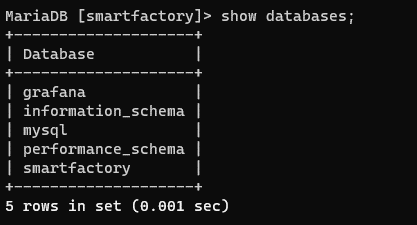 MariaDB [smartfactory]> show databases;
+--------------------+
| Database           |
+--------------------+
| grafana            |
| information_schema |
| mysql              |
| performance_schema |
| smartfactory       |
+--------------------+
5 rows in set (0.001 sec)